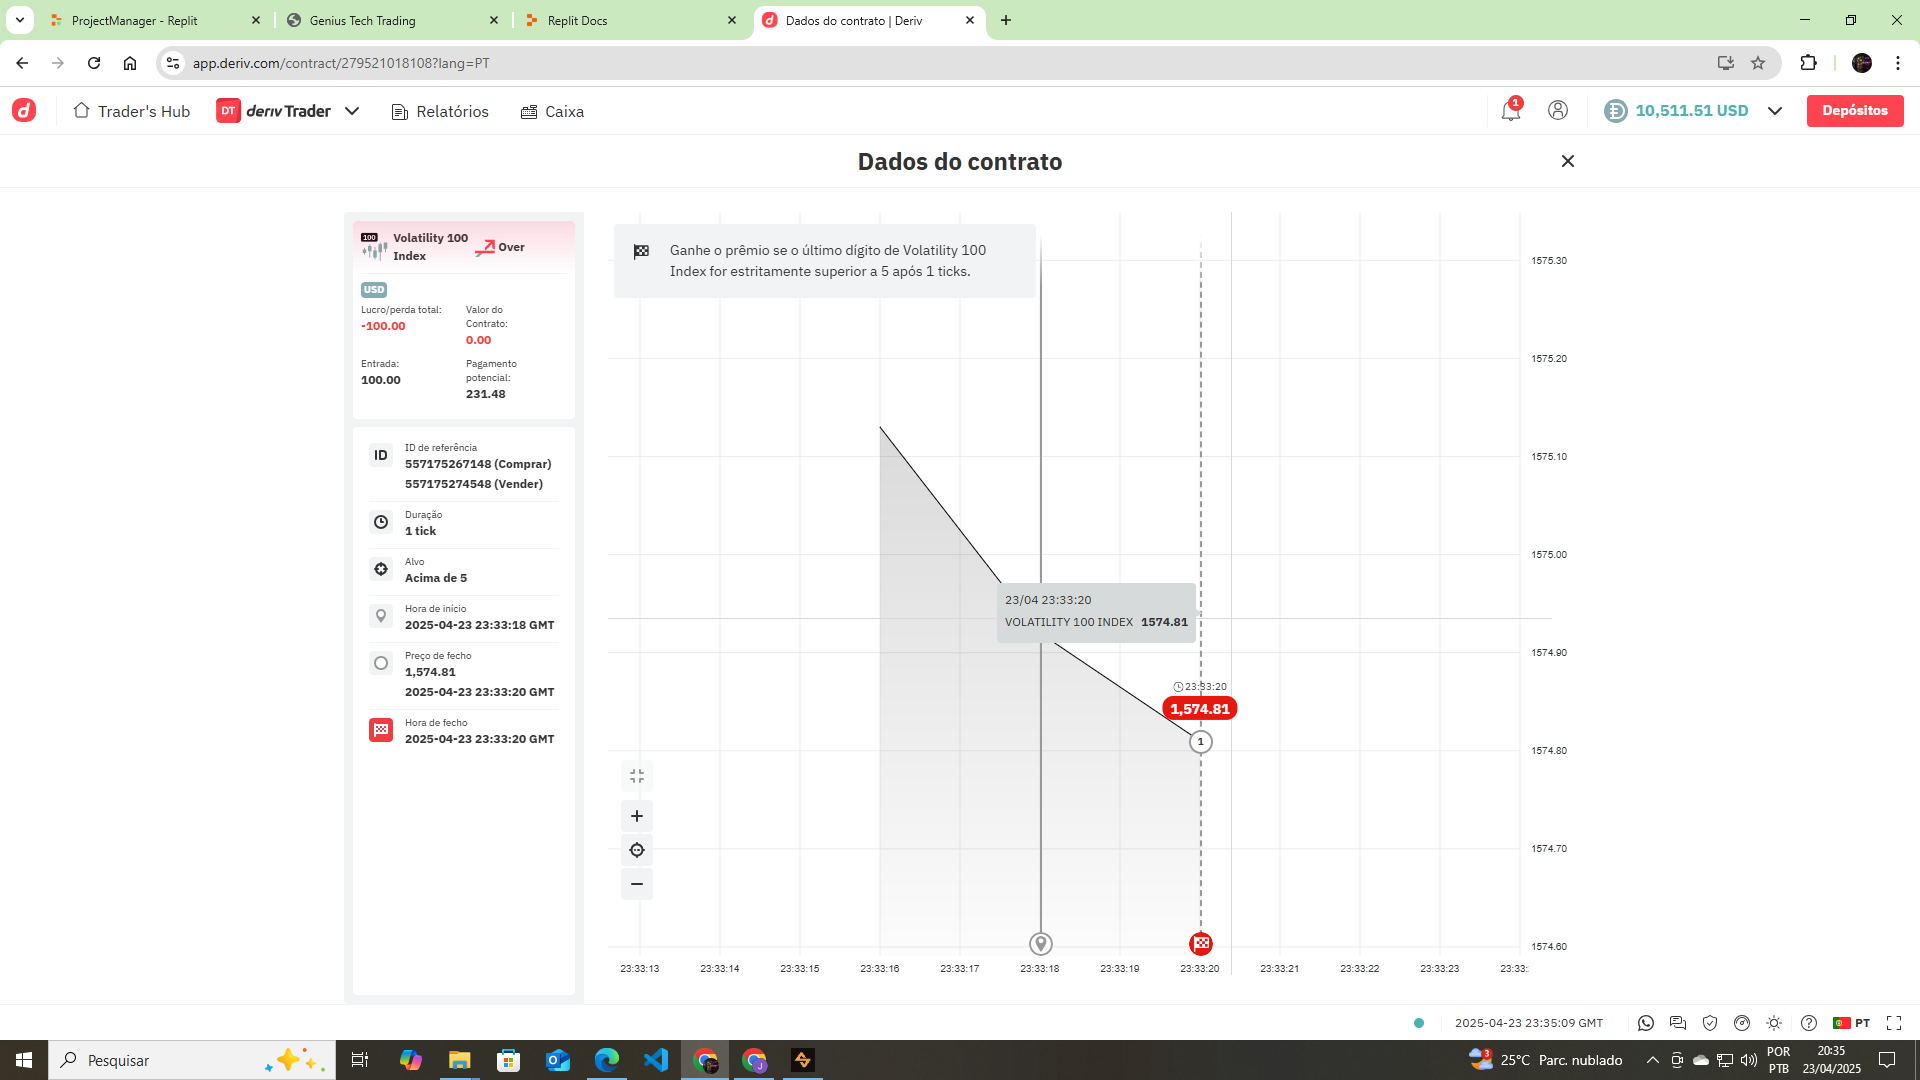 ProjectManager - Replit
Genius Tech Trading
Replit Docs
Dados do contrato | Deriv
app.deriv.com/contract/279521018108?lang=PT
Trader's Hub
DT deriv Trader
Relatórios
Caixa
1
10,511.51 USD
Depósitos
Dados do contrato
100
Volatility 100
Index
Over
USD
Lucro/perda total:
-100.00
Valor do
Contrato:
0.00
Entrada:
100.00
Pagamento
potencial:
231.48
ID
ID de referência
557175267148 (Comprar)
557175274548 (Vender)
Duração
1 tick
Alvo
Acima de 5
Hora de início
2025-04-23 23:33:18 GMT
Preço de fecho
1,574.81
2025-04-23 23:33:20 GMT
Hora de fecho
2025-04-23 23:33:20 GMT
Ganhe o prêmio se o último dígito de Volatility 100
Index for estritamente superior a 5 após 1 ticks.
1575.30
1575.20
1575.10
1575.00
1574.90
1574.80
1574.70
1574.60
23/04 23:33:20
VOLATILITY 100 INDEX 1574.81
23:33:20
1,574.81
1
23:33:13
23:33:14
23:33:15
23:33:16
23:33:17
23:33:18
23:33:19
23:33:20
23:33:21
23:33:22
23:33:23
23:33:
2025-04-23 23:35:09 GMT
PT
Pesquisar
3
25°C Parc. nublado
POR
PTB
20:35
23/04/2025